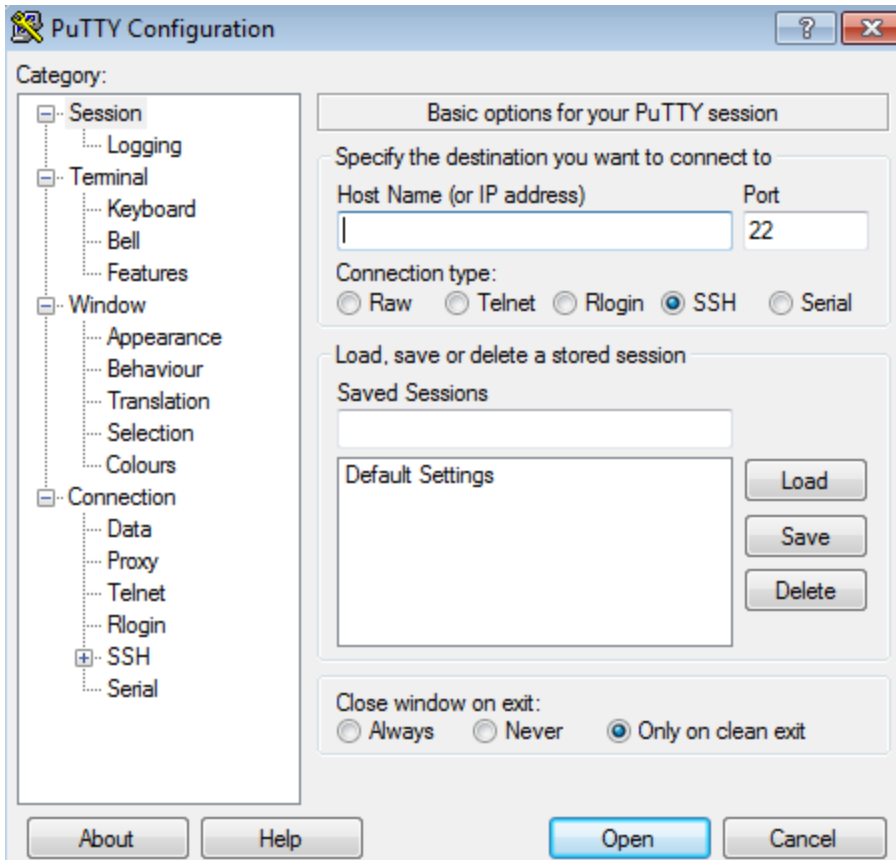 PuTTY Configuration
?
Category:
Session
Logging
Terminal
Keyboard
Bell
Features
Window
Appearance
Behaviour
Translation
Selection
Colours
Connection
Data
Proxy
Telnet
Rlogin
SSH
Serial
Basic options for your PuTTY session
Specify the destination you want to connect to
Host Name (or IP address) Port
22
Connection type:
Raw Telnet Rlogin SSH Serial
Load, save or delete a stored session
Saved Sessions
Default Settings
Load
Save
Delete
Close window on exit:
Always Never Only on clean exit
About Help Open Cancel